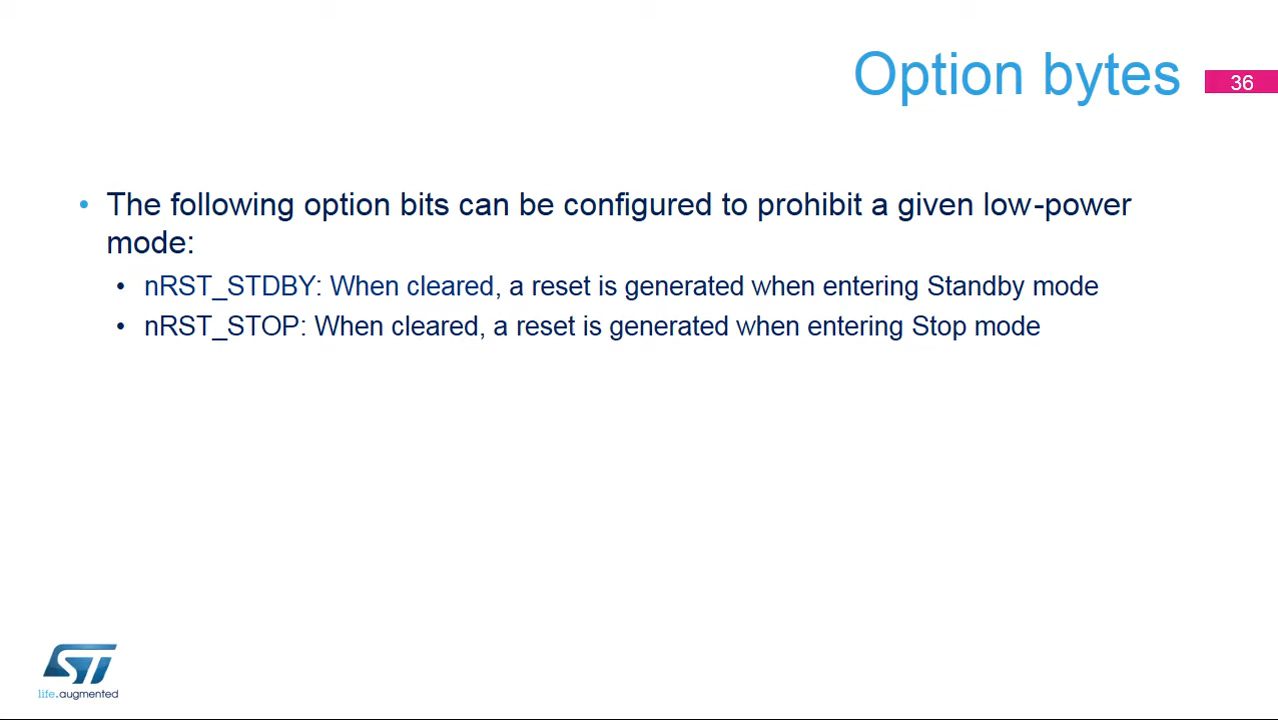 Option bytes
36
• The following option bits can be configured to prohibit a given low-power
mode:
• nRST_STDBY: When cleared, a reset is generated when entering Standby mode
• nRST_STOP: When cleared, a reset is generated when entering Stop mode
ST
life.augmented